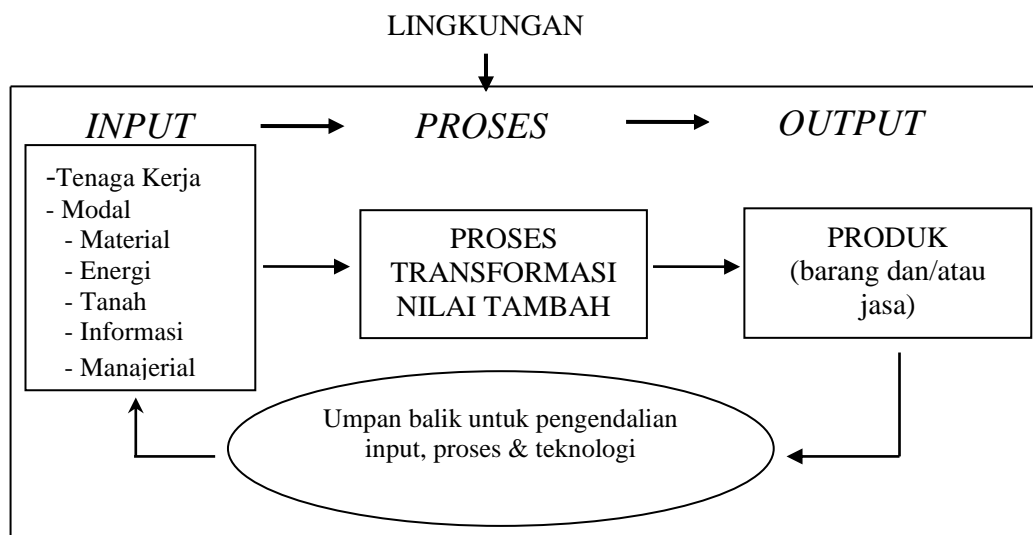 LINGKUNGAN
INPUT
PROSES
OUTPUT
-Tenaga Kerja
- Modal
- Material
- Energi
- Tanah
- Informasi
- Manajerial
PROSES
TRANSFORMASI
NILAI TAMBAH
PRODUK
(barang dan/atau
jasa)
Umpan balik untuk pengendalian
input, proses & teknologi